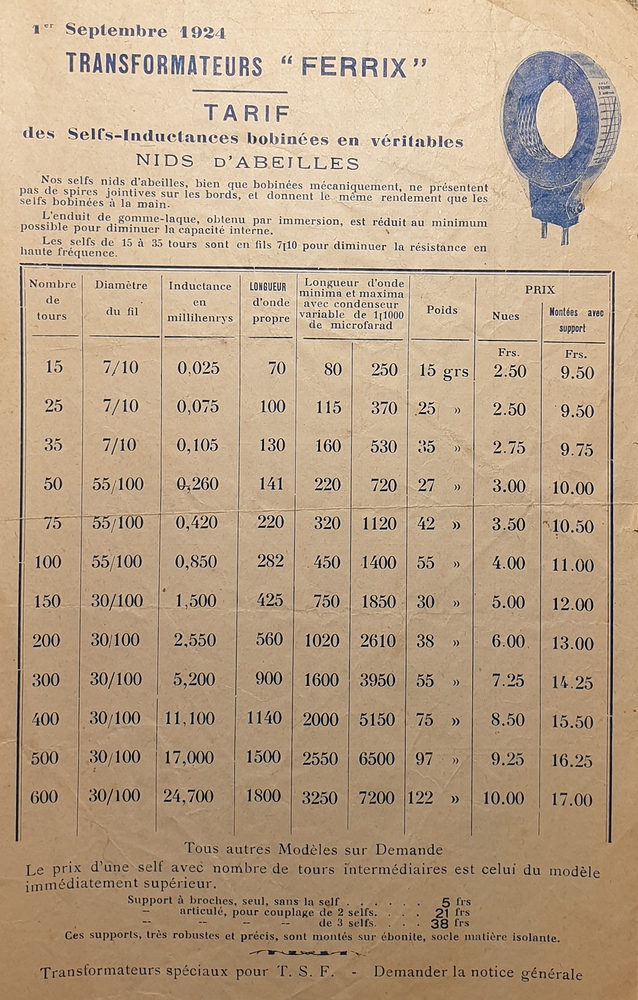 1er Septembre 1924
TRANSFORMATEURS "FERRIX"
TARIF
des Selfs-Inductances bobinées en véritables
NIDS D'ABEILLES
Nos selfs nids d'abeilles, bien que bobinées mécaniquement, ne présentent
pas de spires jointives sur les bords, et donnent le même rendement que les
selfs bobinées à la main.
L'enduit de gomme-laque, obtenu par immersion, est réduit au minimum
possible pour diminuer la capacité interne.
Les selfs de 15 à 35 tours sont en fils 7/10 pour diminuer la résistance en
haute fréquence.
Nombre de tours | Diamètre du fil | Inductance en millihenrys | LONGUEUR d'onde propre | Longueur d'onde minima et maxima avec condenseur variable de 1/1000 de microfarad | Poids | PRIX
Nues | Montées avec support
Frs. | Frs.
15 7/10 0,025 70 80 250 15 grs 2.50 9.50
25 7/10 0,075 100 115 370 25 » 2.50 9.50
35 7/10 0,105 130 160 530 35 » 2.75 9.75
50 55/100 0,260 141 220 720 27 » 3.00 10.00
75 55/100 0,420 220 320 1120 42 » 3.50 10.50
100 55/100 0,850 282 450 1400 55 » 4.00 11.00
150 30/100 1,500 425 750 1850 30 » 5.00 12.00
200 30/100 2,550 560 1020 2610 38 » 6.00 13.00
300 30/100 5,200 900 1600 3950 55 » 7.25 14.25
400 30/100 11,100 1140 2000 5150 75 » 8.50 15.50
500 30/100 17,000 1500 2550 6500 97 » 9.25 16.25
600 30/100 24,700 1800 3250 7200 122 » 10.00 17.00
Tous autres Modèles sur Demande
Le prix d'une self avec nombre de tours intermédiaires est celui du modèle
immédiatement supérieur.
Support à broches, seul, sans la self . . . . . . 5 frs
— articulé, pour couplage de 2 selfs. . . . 21 frs
— — — — de 3 selfs. . . . 38 frs
Ces supports, très robustes et précis, sont montés sur ébonite, socle matière isolante.
Transformateurs spéciaux pour T. S. F. - Demander la notice générale